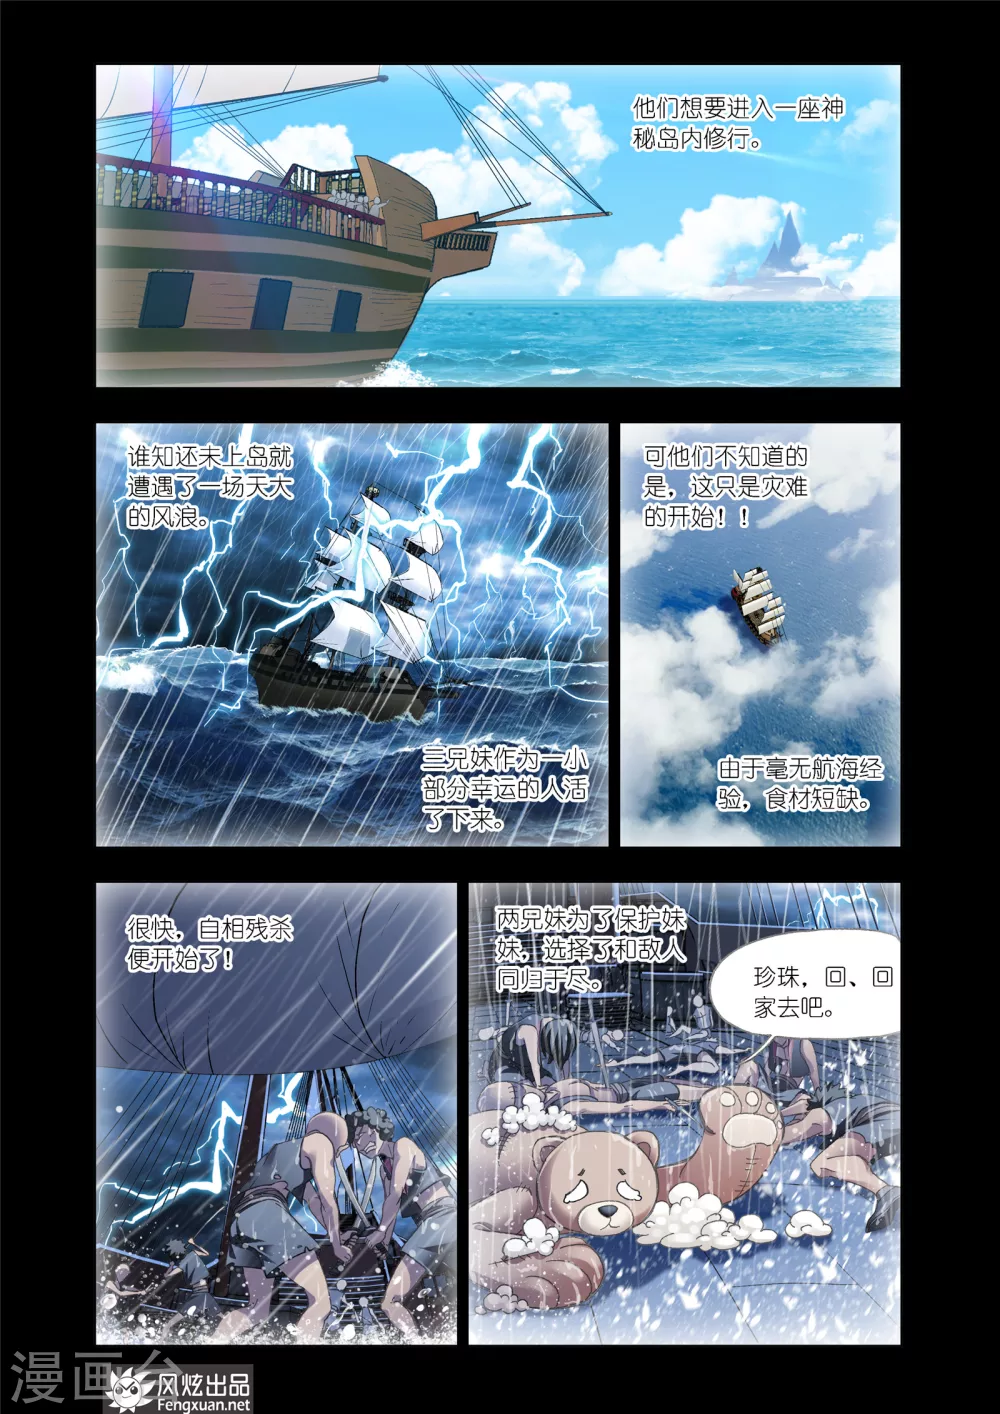 他们想要进入一座神
秘岛内修行。
谁知还未上岛就
遭遇了一场天大
的风浪。
三兄妹作为一小
部分幸运的人活
了下来。
可他们不知道的
是，这只是灾难
的开始！！
由于毫无航海经
验，食材短缺。
很快，自相残杀
便开始了！
两兄妹为了保护妹
妹，选择了和敌人
同归于尽。
珍珠，回、回
家去吧。
漫画台
风炫出品
Fengxuan.net